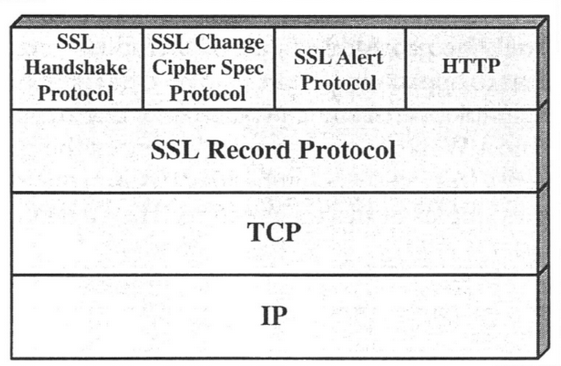 SSL
Handshake
Protocol
SSL Change
Cipher Spec
Protocol
SSL Alert
Protocol
HTTP
SSL Record Protocol
TCP
IP